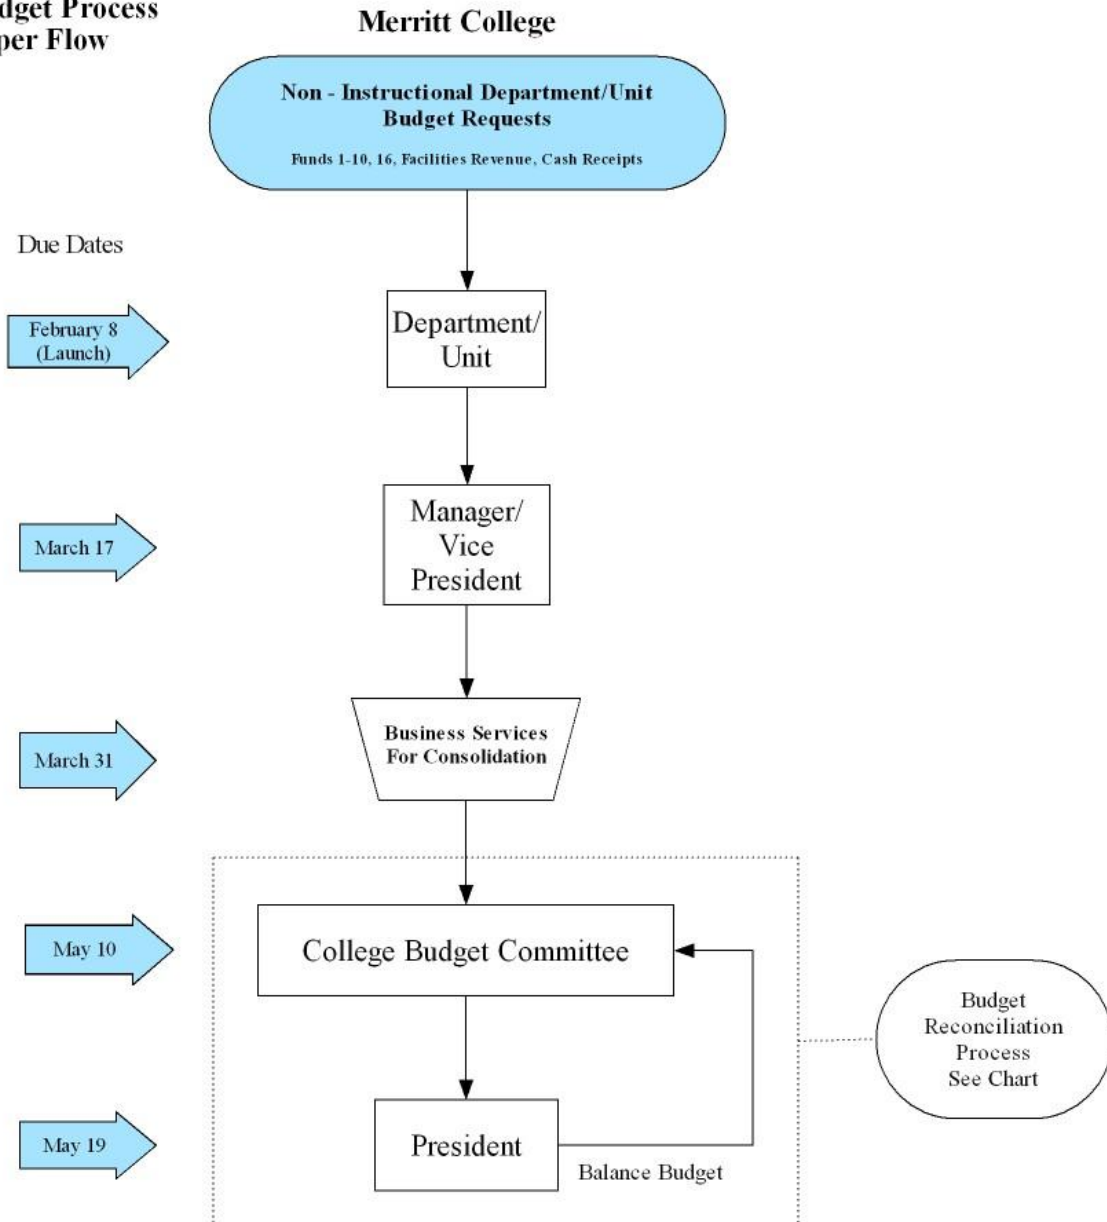 dget Process
per Flow
Merritt College
Non - Instructional Department/Unit
Budget Requests
Funds 1-10, 16, Facilities Revenue, Cash Receipts
Due Dates
February 8
(Launch)
Department/
Unit
March 17
Manager/
Vice
President
March 31
Business Services
For Consolidation
May 10
College Budget Committee
Budget
Reconciliation
Process
See Chart
May 19
President
Balance Budget